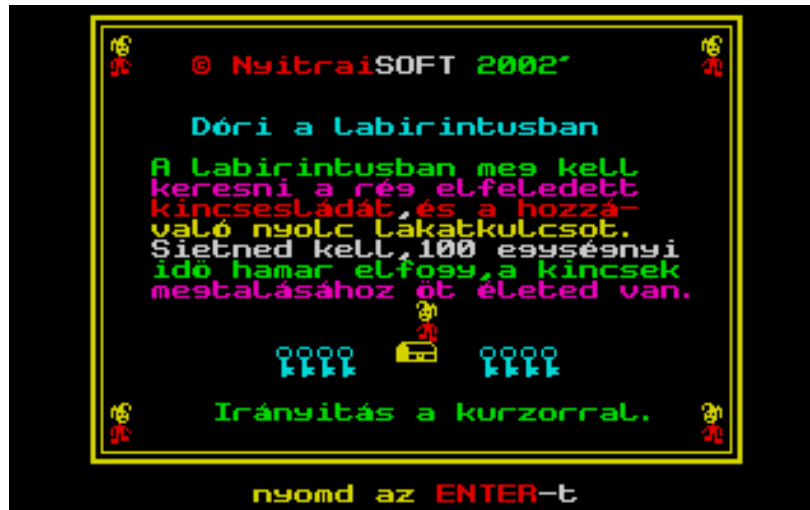 © NyitraiSOFT 2002´
Dóri a Labirintusban
A Labirintusban meg kell
keresni a rég elfeledett
kincsesládát,és a hozzá-
való nyolc lakatkulcsot.
Sietned kell,100 egységnyi
idö hamar elfogy,a kincsek
megtalásához öt életed van.
Irányitás a kurzorral.
nyomd az ENTER-t